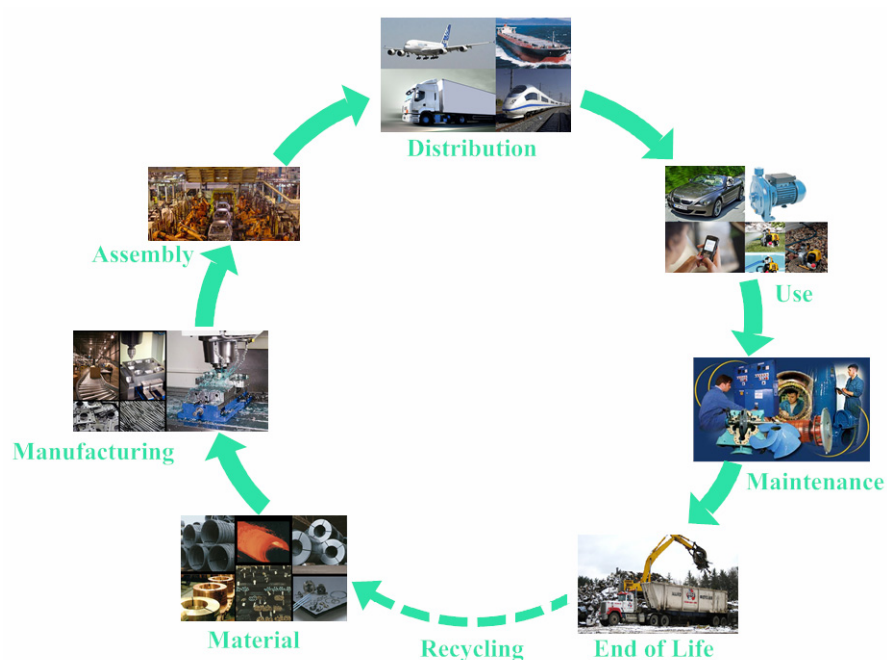 Distribution
Assembly
Use
Manufacturing
Maintenance
Material
Recycling
End of Life